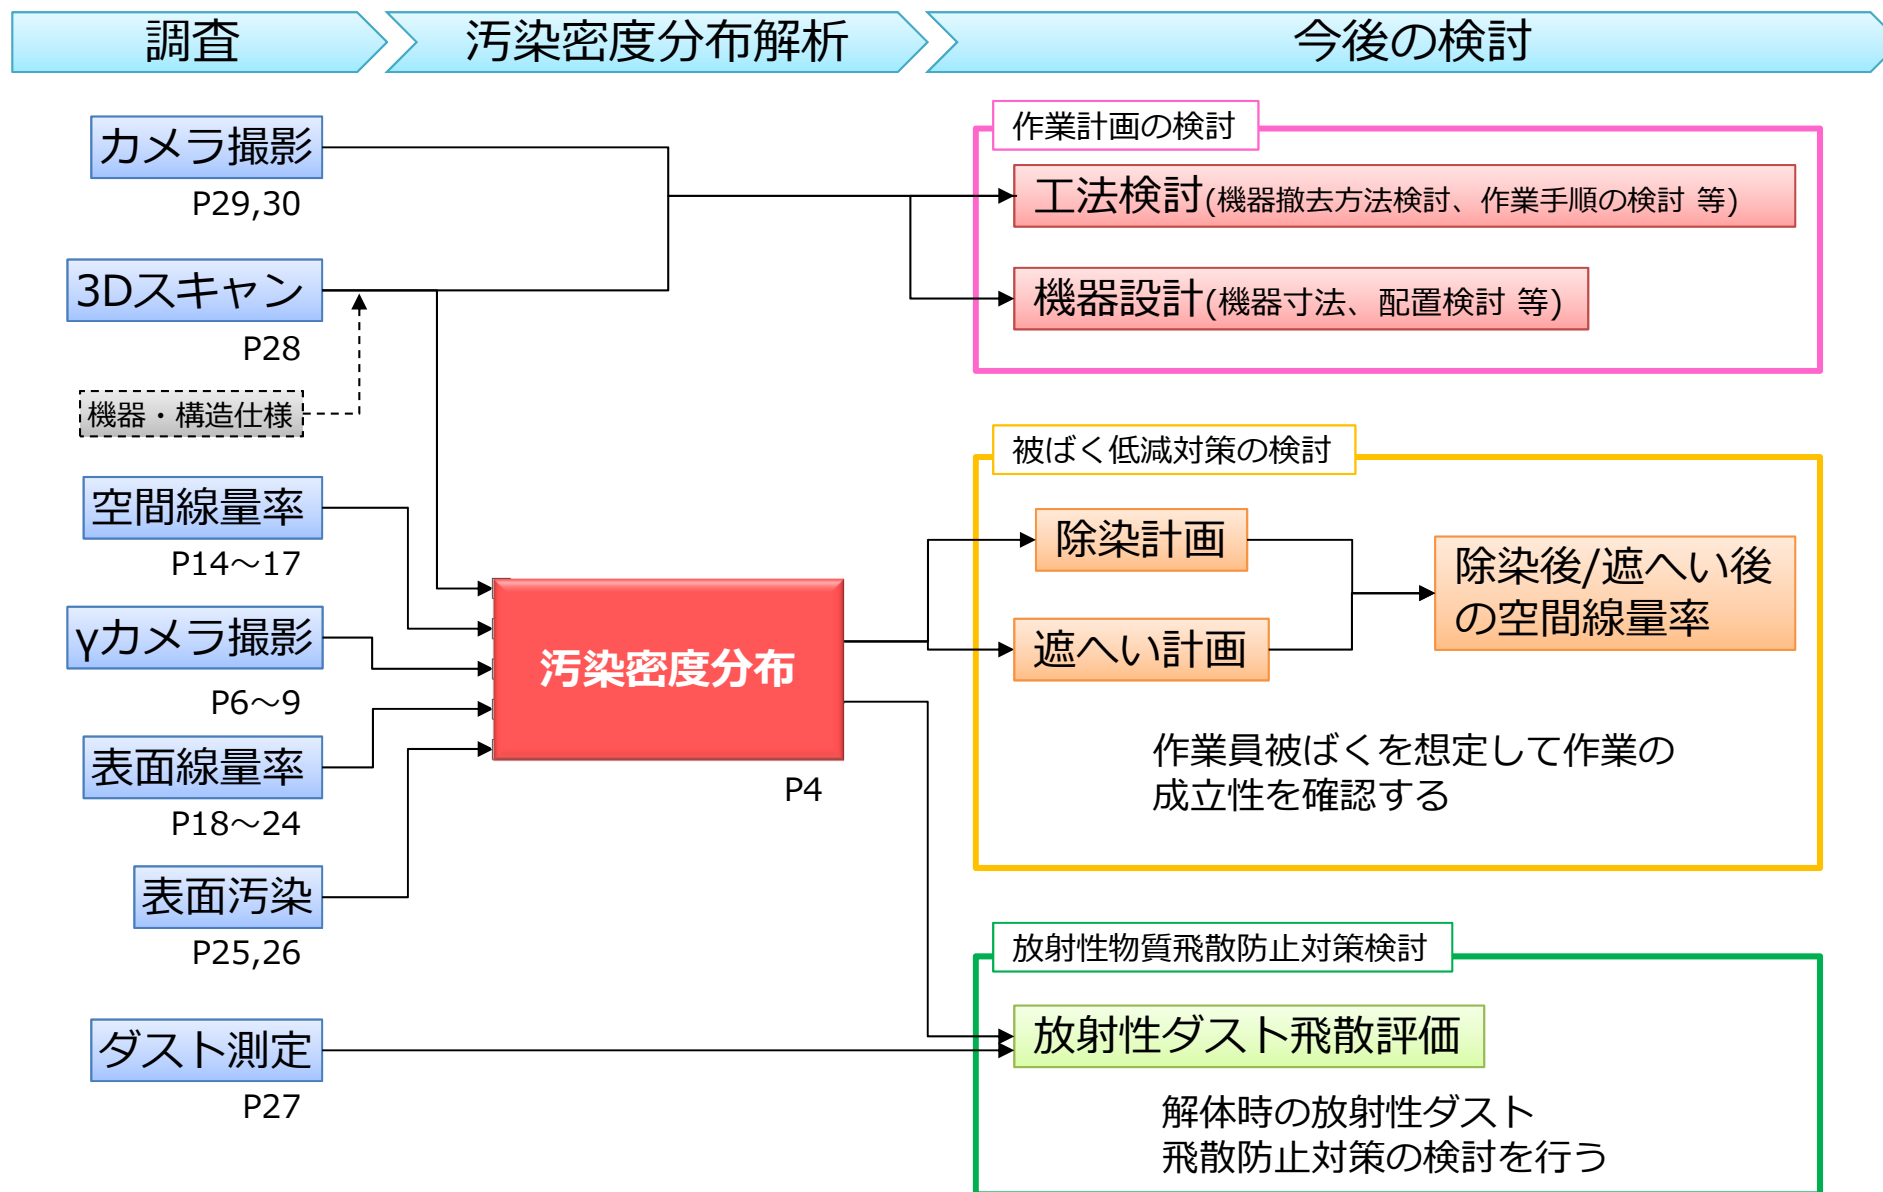 調査
汚染密度分布解析
今後の検討
カメラ撮影
P29,30
3Dスキャン
P28
機器・構造仕様
空間線量率
P14～17
γカメラ撮影
P6～9
表面線量率
P18～24
表面汚染
P25,26
ダスト測定
P27
汚染密度分布
P4
作業計画の検討
工法検討(機器撤去方法検討、作業手順の検討 等)
機器設計(機器寸法、配置検討 等)
被ばく低減対策の検討
除染計画
遮へい計画
除染後/遮へい後
の空間線量率
作業員被ばくを想定して作業の
成立性を確認する
放射性物質飛散防止対策検討
放射性ダスト飛散評価
解体時の放射性ダスト
飛散防止対策の検討を行う